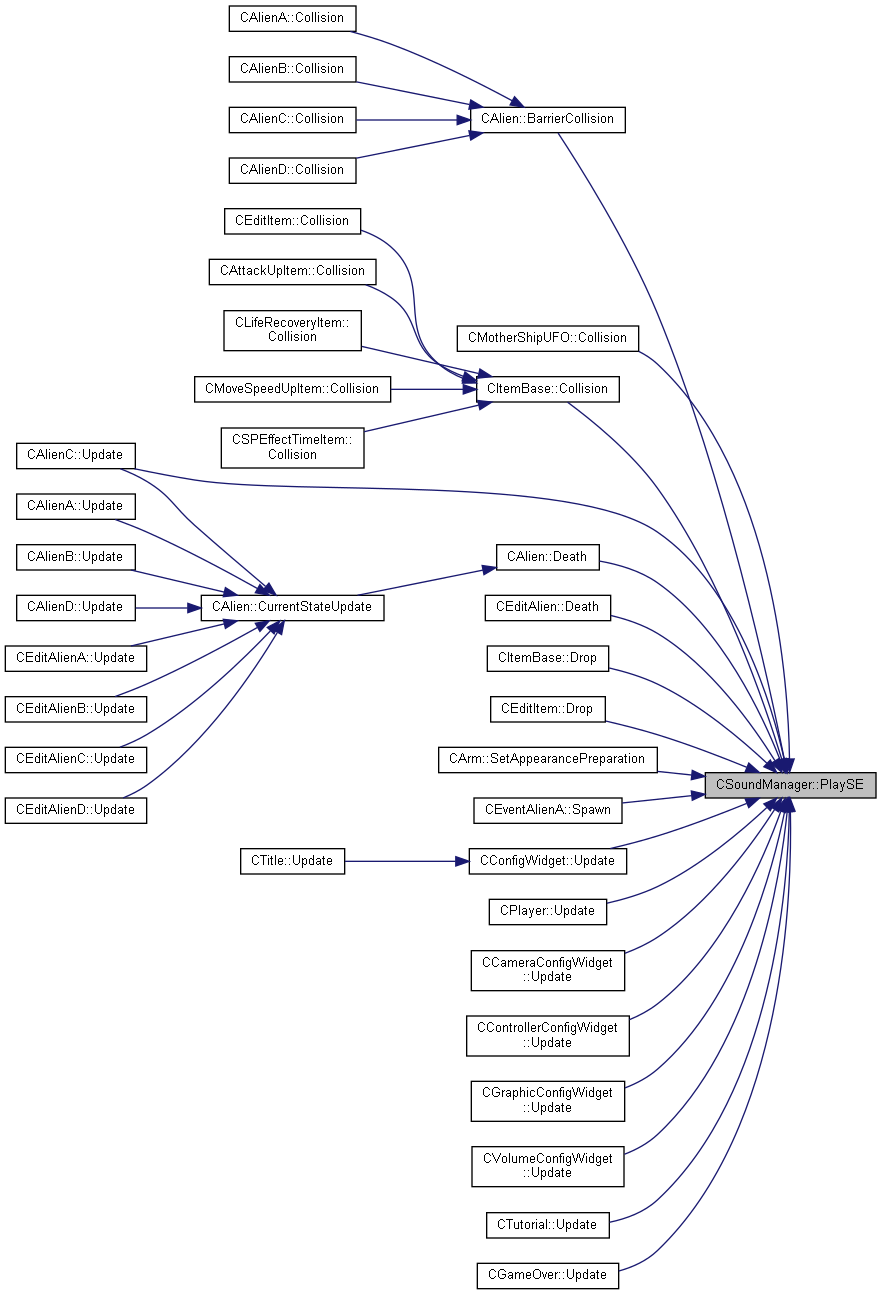 CAlienA::Collision
CAlienB::Collision
CAlien::BarrierCollision
CAlienC::Collision
CAlienD::Collision
CEditItem::Collision
CAttackUpItem::Collision
CLifeRecoveryItem::
Collision
CMotherShipUFO::Collision
CMoveSpeedUpItem::Collision
CItemBase::Collision
CSPEffectTimeItem::
Collision
CAlienC::Update
CAlienA::Update
CAlienB::Update
CAlien::Death
CAlienD::Update
CAlien::CurrentStateUpdate
CEditAlien::Death
CEditAlienA::Update
CItemBase::Drop
CEditAlienB::Update
CEditItem::Drop
CEditAlienC::Update
CArm::SetAppearancePreparation
CSoundManager::PlaySE
CEditAlienD::Update
CEventAlienA::Spawn
CTitle::Update
CConfigWidget::Update
CPlayer::Update
CCameraConfigWidget
::Update
CControllerConfigWidget
::Update
CGraphicConfigWidget
::Update
CVolumeConfigWidget
::Update
CTutorial::Update
CGameOver::Update